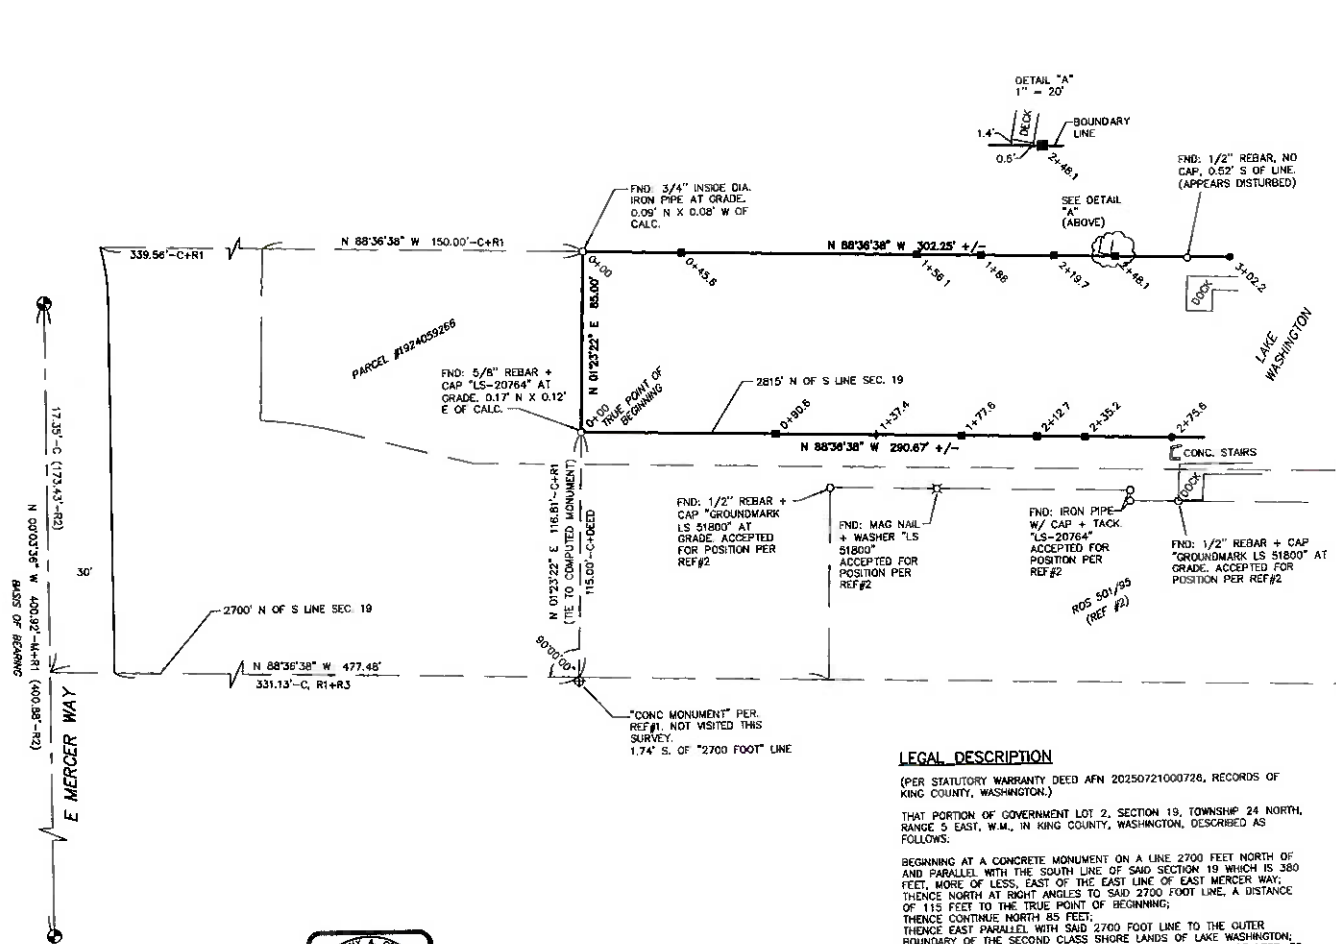 DETAIL "A"
1" = 20'
DECK
BOUNDARY
LINE
1.4'
0.6'
2+48.1
FND: 1/2" REBAR, NO
CAP, 0.52' S OF LINE.
(APPEARS DISTURBED)
SEE DETAIL
"A"
(ABOVE)
FND: 3/4" INSIDE DIA.
IRON PIPE AT GRADE.
0.09' N X 0.08' W OF
CALC.
339.56'-C+R1
N 88°36'38" W 150.00'-C+R1
N 88°36'38" W 302.25' +/-
0+00
0+45.6
1+56.1
1+86
2+19.7
2+48.1
3+02.2
DOCK
LAKE
WASHINGTON
PARCEL #1924059266
N 01°23'22" E 85.00'
FND: 5/8" REBAR +
CAP "LS-20764" AT
GRADE. 0.17' N X 0.12'
E OF CALC.
0+00
TRUE POINT OF
BEGINNING
2815' N OF S LINE SEC. 19
0+90.6
1+37.4
1+77.6
2+12.7
2+35.2
2+75.6
N 88°36'38" W 290.67' +/-
CONC. STAIRS
DOCK
17.35'-C (173.43'-R2)
N 00°03'36" W 400.92'-M+R1 (400.88'-R2)
BASIS OF BEARING
30'
E MERCER WAY
N 01°23'22" E 116.81'-C+R1
(TIE TO COMPUTED MONUMENT)
115.00'-C+DEED
FND: 1/2" REBAR +
CAP "GROUNDMARK
LS 51800" AT
GRADE. ACCEPTED
FOR POSITION PER
REF#2
FND: MAG NAIL
+ WASHER "LS
51800"
ACCEPTED FOR
POSITION PER
REF#2
FND: IRON PIPE
W/ CAP + TACK.
"LS-20764"
ACCEPTED FOR
POSITION PER
REF#2
FND: 1/2" REBAR + CAP
"GROUNDMARK LS 51800" AT
GRADE. ACCEPTED FOR
POSITION PER REF#2
ROS 501/95
(REF #2)
2700' N OF S LINE SEC. 19
90°00'00"
N 88°36'38" W 477.48'
331.13'-C, R1+R3
"CONC MONUMENT" PER.
REF#1. NOT VISITED THIS
SURVEY.
1.74' S. OF "2700 FOOT" LINE
LEGAL DESCRIPTION
(PER STATUTORY WARRANTY DEED AFN 20250721000726, RECORDS OF
KING COUNTY, WASHINGTON.)
THAT PORTION OF GOVERNMENT LOT 2, SECTION 19, TOWNSHIP 24 NORTH,
RANGE 5 EAST, W.M., IN KING COUNTY, WASHINGTON, DESCRIBED AS
FOLLOWS:
BEGINNING AT A CONCRETE MONUMENT ON A LINE 2700 FEET NORTH OF
AND PARALLEL WITH THE SOUTH LINE OF SAID SECTION 19 WHICH IS 380
FEET, MORE OF LESS, EAST OF THE EAST LINE OF EAST MERCER WAY;
THENCE NORTH AT RIGHT ANGLES TO SAID 2700 FOOT LINE, A DISTANCE
OF 115 FEET TO THE TRUE POINT OF BEGINNING;
THENCE CONTINUE NORTH 85 FEET;
THENCE EAST PARALLEL WITH SAID 2700 FOOT LINE TO THE OUTER
BOUNDARY OF THE SECOND CLASS SHORE LANDS OF LAKE WASHINGTON;